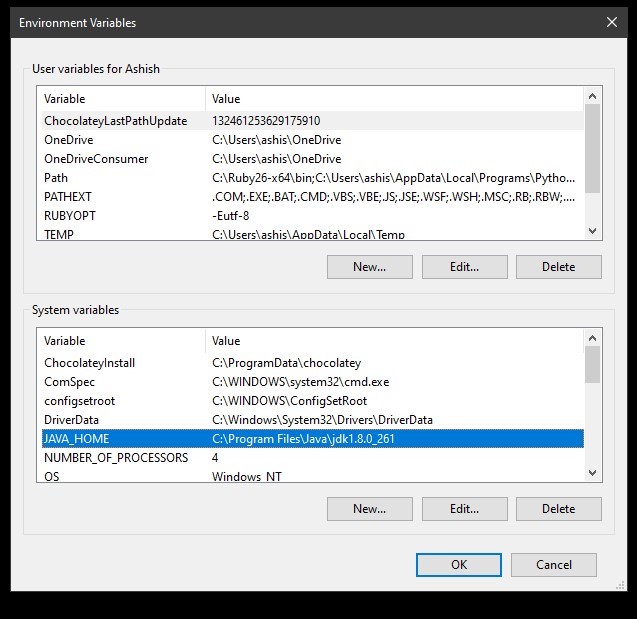 Environment Variables
User variables for Ashish
Variable Value
ChocolateyLastPathUpdate 132461253629175910
OneDrive C:\Users\ashis\OneDrive
OneDriveConsumer C:\Users\ashis\OneDrive
Path C:\Ruby26-x64\bin;C:\Users\ashis\AppData\Local\Programs\Pytho...
PATHEXT .COM;.EXE;.BAT;.CMD;.VBS;.VBE;.JS;.JSE;.WSF;.WSH;.MSC;.RB;.RBW;....
RUBYOPT -Eutf-8
TEMP C:\Users\ashis\AppData\Local\Temp
New... Edit... Delete
System variables
Variable Value
ChocolateyInstall C:\ProgramData\chocolatey
ComSpec C:\WINDOWS\system32\cmd.exe
configsetroot C:\WINDOWS\ConfigSetRoot
DriverData C:\Windows\System32\Drivers\DriverData
JAVA_HOME C:\Program Files\Java\jdk1.8.0_261
NUMBER_OF_PROCESSORS 4
OS Windows_NT
New... Edit... Delete
OK Cancel